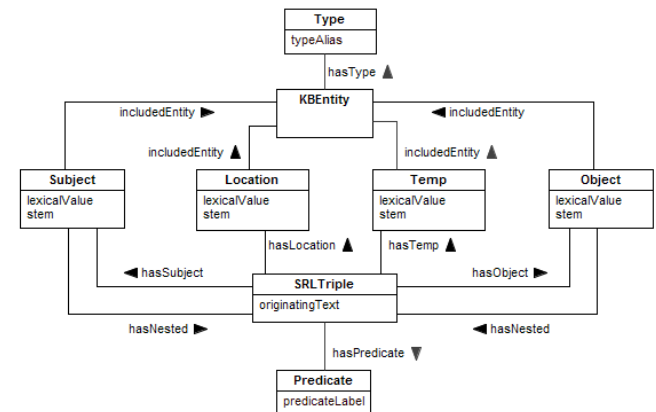 Type
typeAlias
hasType ▲
KBEntity
includedEntity ▶
◀ includedEntity
includedEntity ▲
includedEntity ▲
Subject
lexicalValue
stem
Location
lexicalValue
stem
Temp
lexicalValue
stem
Object
lexicalValue
stem
hasLocation ▲
hasTemp ▲
◀ hasSubject
hasObject ▶
SRLTriple
originatingText
hasNested ▶
◀ hasNested
hasPredicate ▼
Predicate
predicateLabel